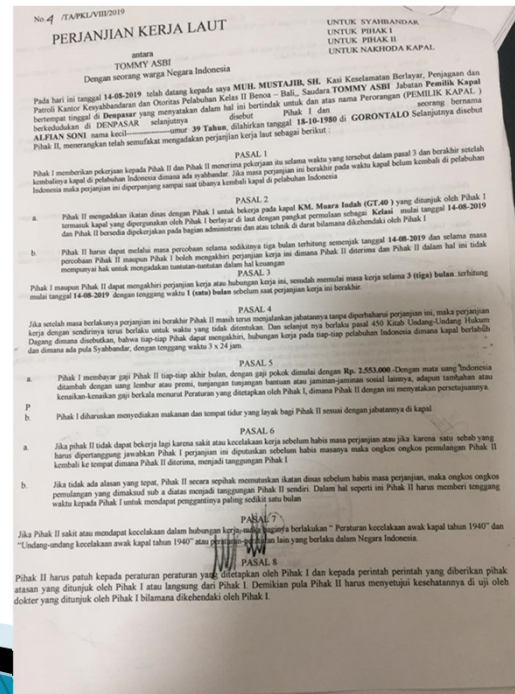 No.4 /TA/PKL/VIII/2019
PERJANJIAN KERJA LAUT
UNTUK SYAHBANDAR
UNTUK PIHAK I
UNTUK PIHAK II
UNTUK NAKHODA KAPAL
antara
TOMMY ASBI
Dengan seorang warga Negara Indonesia
Pada hari ini tanggal 14-08-2019 telah datang kepada saya MUIL MUSTAJIB, SH. Kasi Keselamatan Berlayar, Penjagaan dan
Patroli Kantor Kesyahbandaran dan Otoritas Pelabuhan Kelas II Benoa – Bali_ Saudara TOMMY ASBI Jabatan Pemilik Kapal
bertempat tinggal di Denpasar yang menyatakan dalam hal ini bertindak untuk dan atas nama Perorangan (PEMILIK KAPAL )
berkedudukan di DENPASAR selanjutnya disebut Pihak I dan seorang bernama
ALFIAN SONI nama kecil----------------umur 39 Tahun, dilahirkan tanggal 18-10-1980 di GORONTALO Selanjutnya disebut
Pihak II, menerangkan telah semufakat mengadakan perjanjian kerja laut sebagai berikut :
PASAL 1
Pihak I memberikan pekerjaan kepada Pihak II dan Pihak II menerima pekerjaan itu selama waktu yang tersebut dalam pasal 3 dan berakhir setelah
kembalinya kapal di pelabuhan Indonesia dimana ada syahbandar. Jika masa perjanjian ini berakhir pada waktu kapal belum kembali di pelabuhan
Indonesia maka perjanjian ini diperpanjang sampai saat tibanya kembali kapal di pelabuhan Indonesia
PASAL 2
a. Pihak II mengadakan ikatan dinas dengan Pihak I untuk bekerja pada kapal KM. Muara Indah (GT.40 ) yang ditunjuk oleh Pihak I
termasuk kapal yang dipergunakan oleh Pihak I berlayar di laut dengan pangkat permulaan sebagai Kelasi mulai tanggal 14-08-2019
dan Pihak II bersedia dipekerjakan pada bagian administrasi dan atau tehnik di darat bilamana dikehendaki oleh Pihak I
b. Pihak II harus dapat melalui masa percobaan selama sedikitnya tiga bulan terhitung semenjak tanggal 14-08-2019 dan selama masa
percobaan Pihak II maupun Pihak I boleh mengakhiri perjanjian kerja ini dimana Pihak II diterima dan Pihak II dalam hal ini tidak
mempunyai hak untuk mengadakan tuntutan-tuntutan dalam hal keuangan
PASAL 3
Pihak I maupun Pihak II dapat mengakhiri perjanjian kerja atau hubungan kerja ini, sesudah memulai masa kerja selama 3 (tiga) bulan terhitung
mulai tanggal 14-08-2019 dengan tenggang waktu 1 (satu) bulan sebelum saat perjanjian kerja ini berakhir.
PASAL 4
Jika setelah masa berlakunya perjanjian ini berakhir Pihak II masih terus menjalankan jabatannya tanpa diperbaharui perjanjian ini, maka perjanjian
kerja dengan sendirinya terus berlaku untuk waktu yang tidak ditentukan. Dan selanjut nya berlaku pasal 450 Kitab Undang-Undang Hukum
Dagang dimana disebutkan, bahwa tiap-tiap Pihak dapat mengakhiri, hubungan kerja pada tiap-tiap pelabuhan Indonesia dimana kapal berlabuh
dan dimana ada pula Syahbandar, dengan tenggang waktu 3 x 24 jam.
PASAL 5
a. Pihak I membayar gaji Pihak II tiap-tiap akhir bulan, dengan gaji pokok dimulai dengan Rp. 2.553.000.-Dengan mata uang Indonesia
ditambah dengan uang lembur atau premi, tunjangan tunjangan bantuan atau jaminan-jaminan sosial lainnya, adapun tambahan atau
kenaikan-kenaikan gaji berkala menurut Peraturan yang ditetapkan oleh Pihak I, dimana Pihak II dengan ini menyatakan persetujuannya.
P
b. Pihak I diharuskan menyediakan makanan dan tempat tidur yang layak bagi Pihak II sesuai dengan jabatannya di kapal
PASAL 6
a. Jika pihak II tidak dapat bekerja lagi karena sakit atau kecelakaan kerja sebelum habis masa perjanjian atau jika karena satu sebab yang
harus dipertanggung jawabkan Pihak I perjanjian ini diputuskan sebelum habis masanya maka ongkos ongkos pemulangan Pihak II
kembali ke tempat dimana Pihak II diterima, menjadi tanggungan Pihak I
b. Jika tidak ada alasan yang tepat, Pihak II secara sepihak memutuskan ikatan dinas sebelum habis masa perjanjian, maka ongkos ongkos
pemulangan yang dimaksud sub a diatas menjadi tanggungan Pihak II sendiri. Dalam hal seperti ini Pihak II harus memberi tenggang
waktu kepada Pihak I untuk mendapat penggantinya paling sedikit satu bulan
PASAL 7
Jika Pihak II sakit atau mendapat kecelakaan dalam hubungan kerja, maka baginya berlakukan " Peraturan kecelakaan awak kapal tahun 1940" dan
"Undang-undang kecelakaan awak kapal tahun 1940" atau peraturan-peraturan lain yang berlaku dalam Negara Indonesia.
PASAL 8
Pihak II harus patuh kepada peraturan peraturan yang ditetapkan oleh Pihak I dan kepada perintah perintah yang diberikan pihak
atasan yang ditunjuk oleh Pihak I atau langsung dari Pihak I. Demikian pula Pihak II harus menyetujui kesehatannya di uji oleh
dokter yang ditunjuk oleh Pihak I bilamana dikehendaki oleh Pihak I.